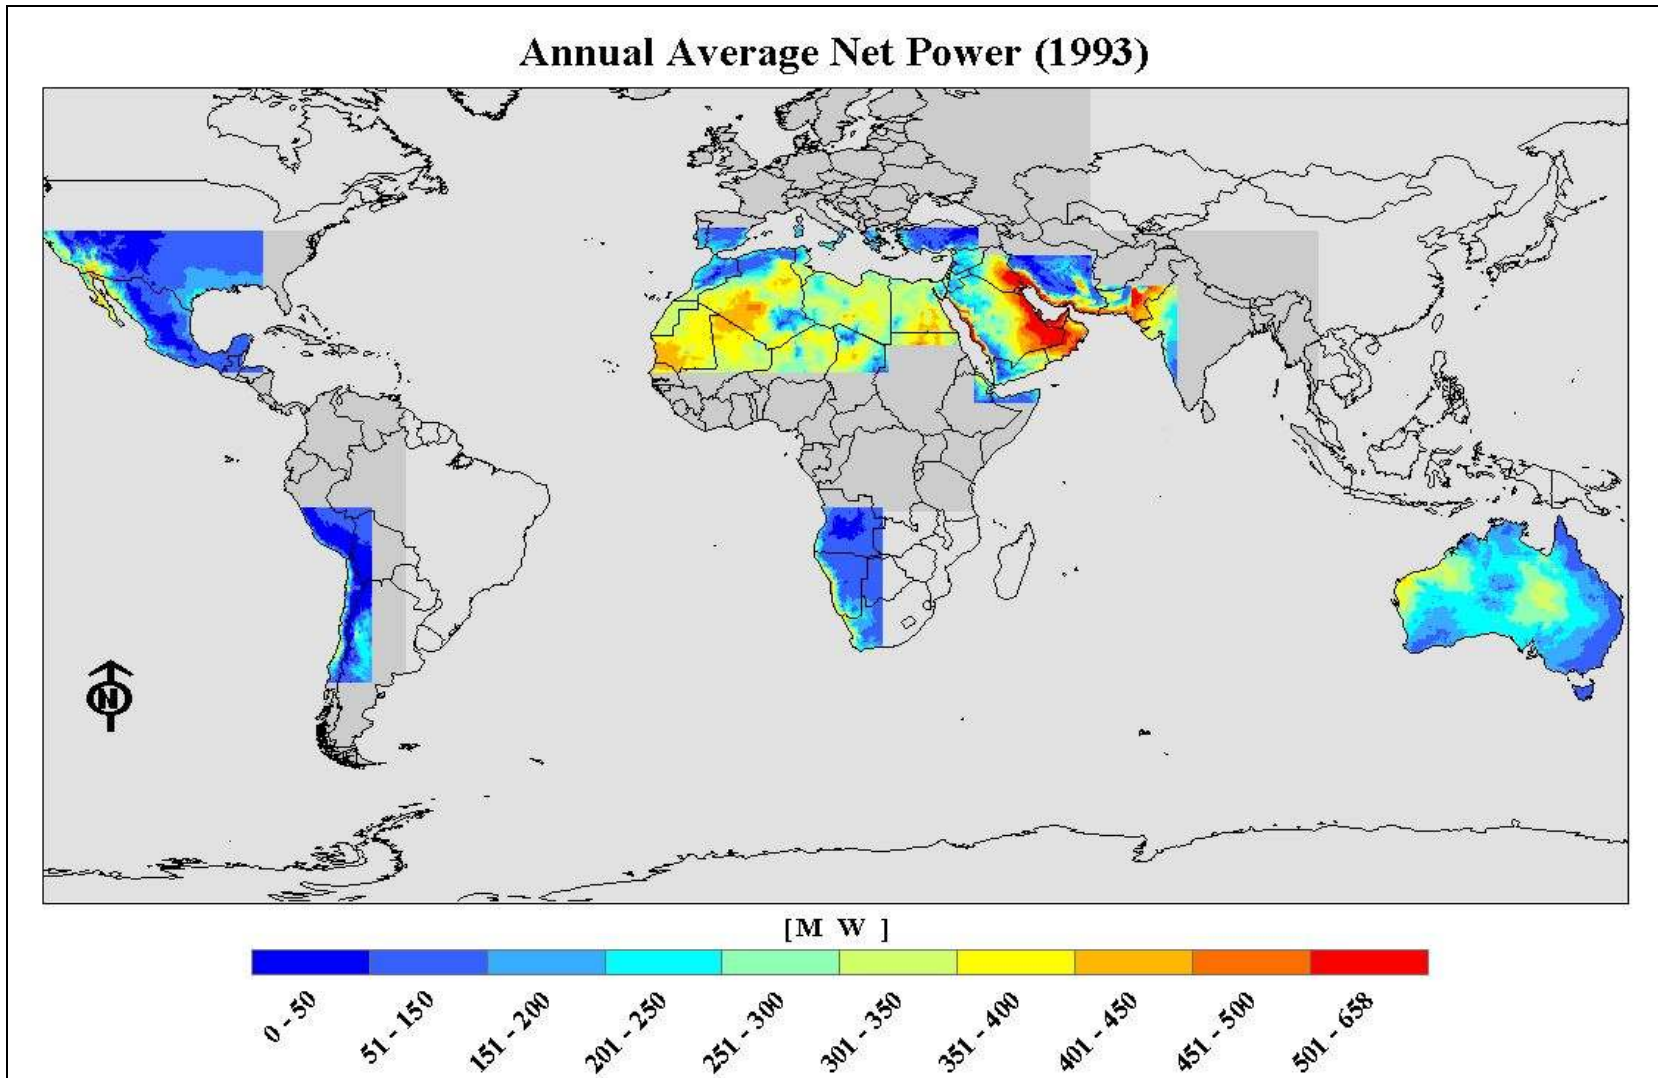 Annual Average Net Power (1993)
N
[M W ]
0 - 50
51 - 150
151 - 200
201 - 250
251 - 300
301 - 350
351 - 400
401 - 450
451 - 500
501 - 658